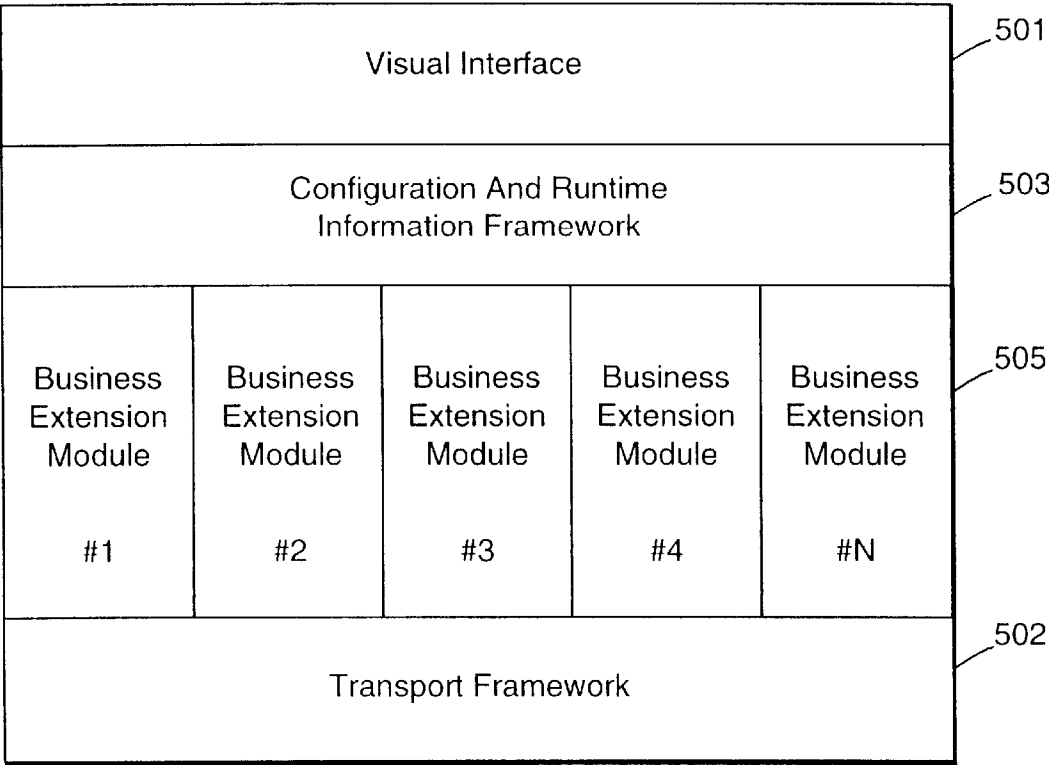 Visual Interface
501
Configuration And Runtime
Information Framework
503
Business
Extension
Module
#1
Business
Extension
Module
#2
Business
Extension
Module
#3
Business
Extension
Module
#4
Business
Extension
Module
#N
505
Transport Framework
502